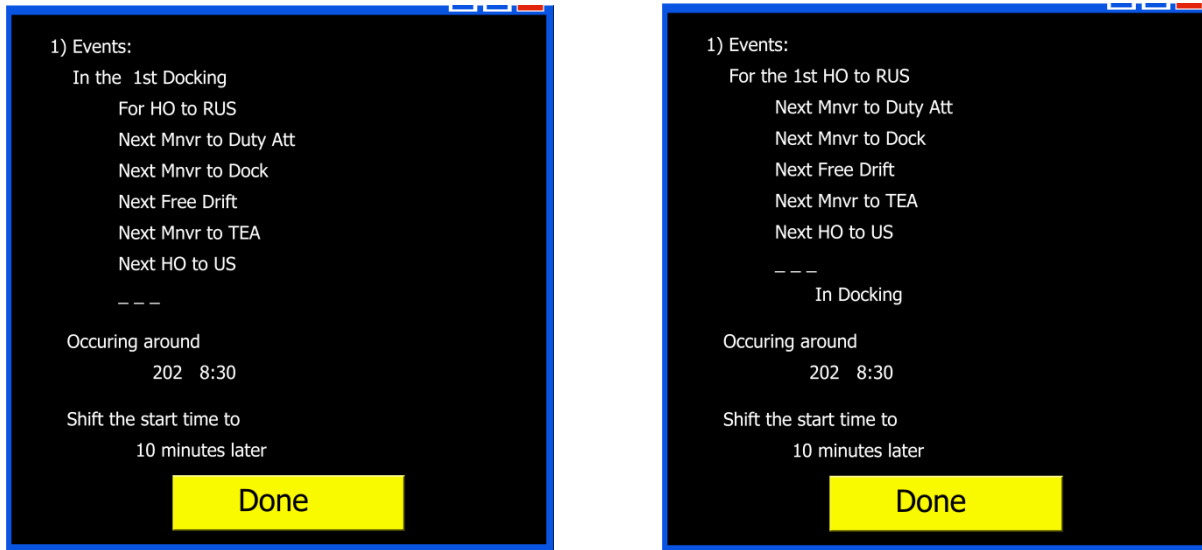 1) Events:
In the 1st Docking
For HO to RUS
Next Mnvr to Duty Att
Next Mnvr to Dock
Next Free Drift
Next Mnvr to TEA
Next HO to US
_ _ _
Occuring around
202 8:30
Shift the start time to
10 minutes later
Done
1) Events:
For the 1st HO to RUS
Next Mnvr to Duty Att
Next Mnvr to Dock
Next Free Drift
Next Mnvr to TEA
Next HO to US
_ _ _
In Docking
Occuring around
202 8:30
Shift the start time to
10 minutes later
Done